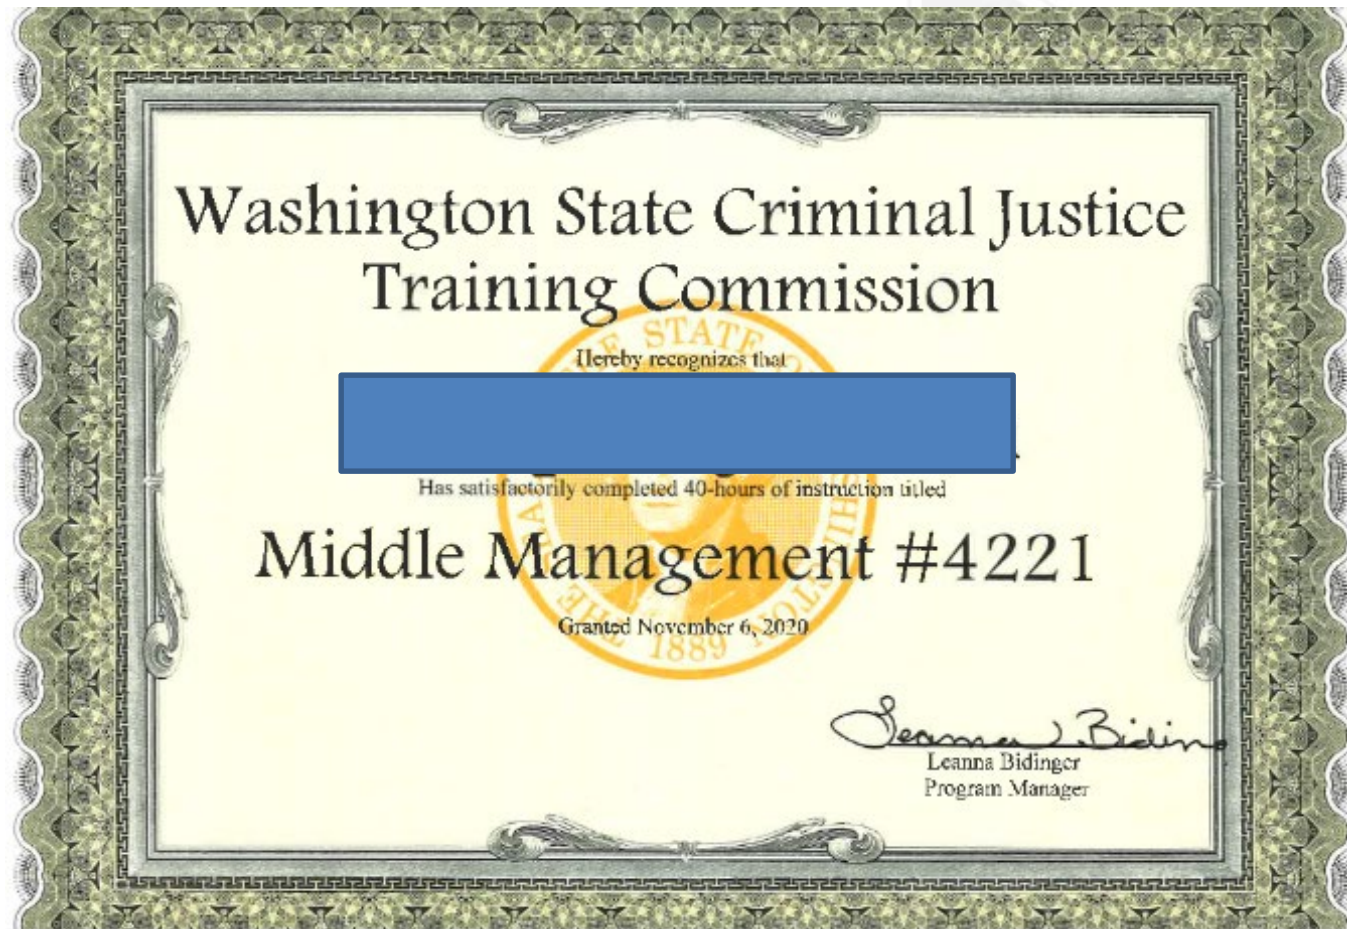 Washington State Criminal Justice
Training Commission
Hereby recognizes that
Has satisfactorily completed 40-hours of instruction titled
Middle Management #4221
Granted November 6, 2020
1889
Leanna Bidinger
Program Manager